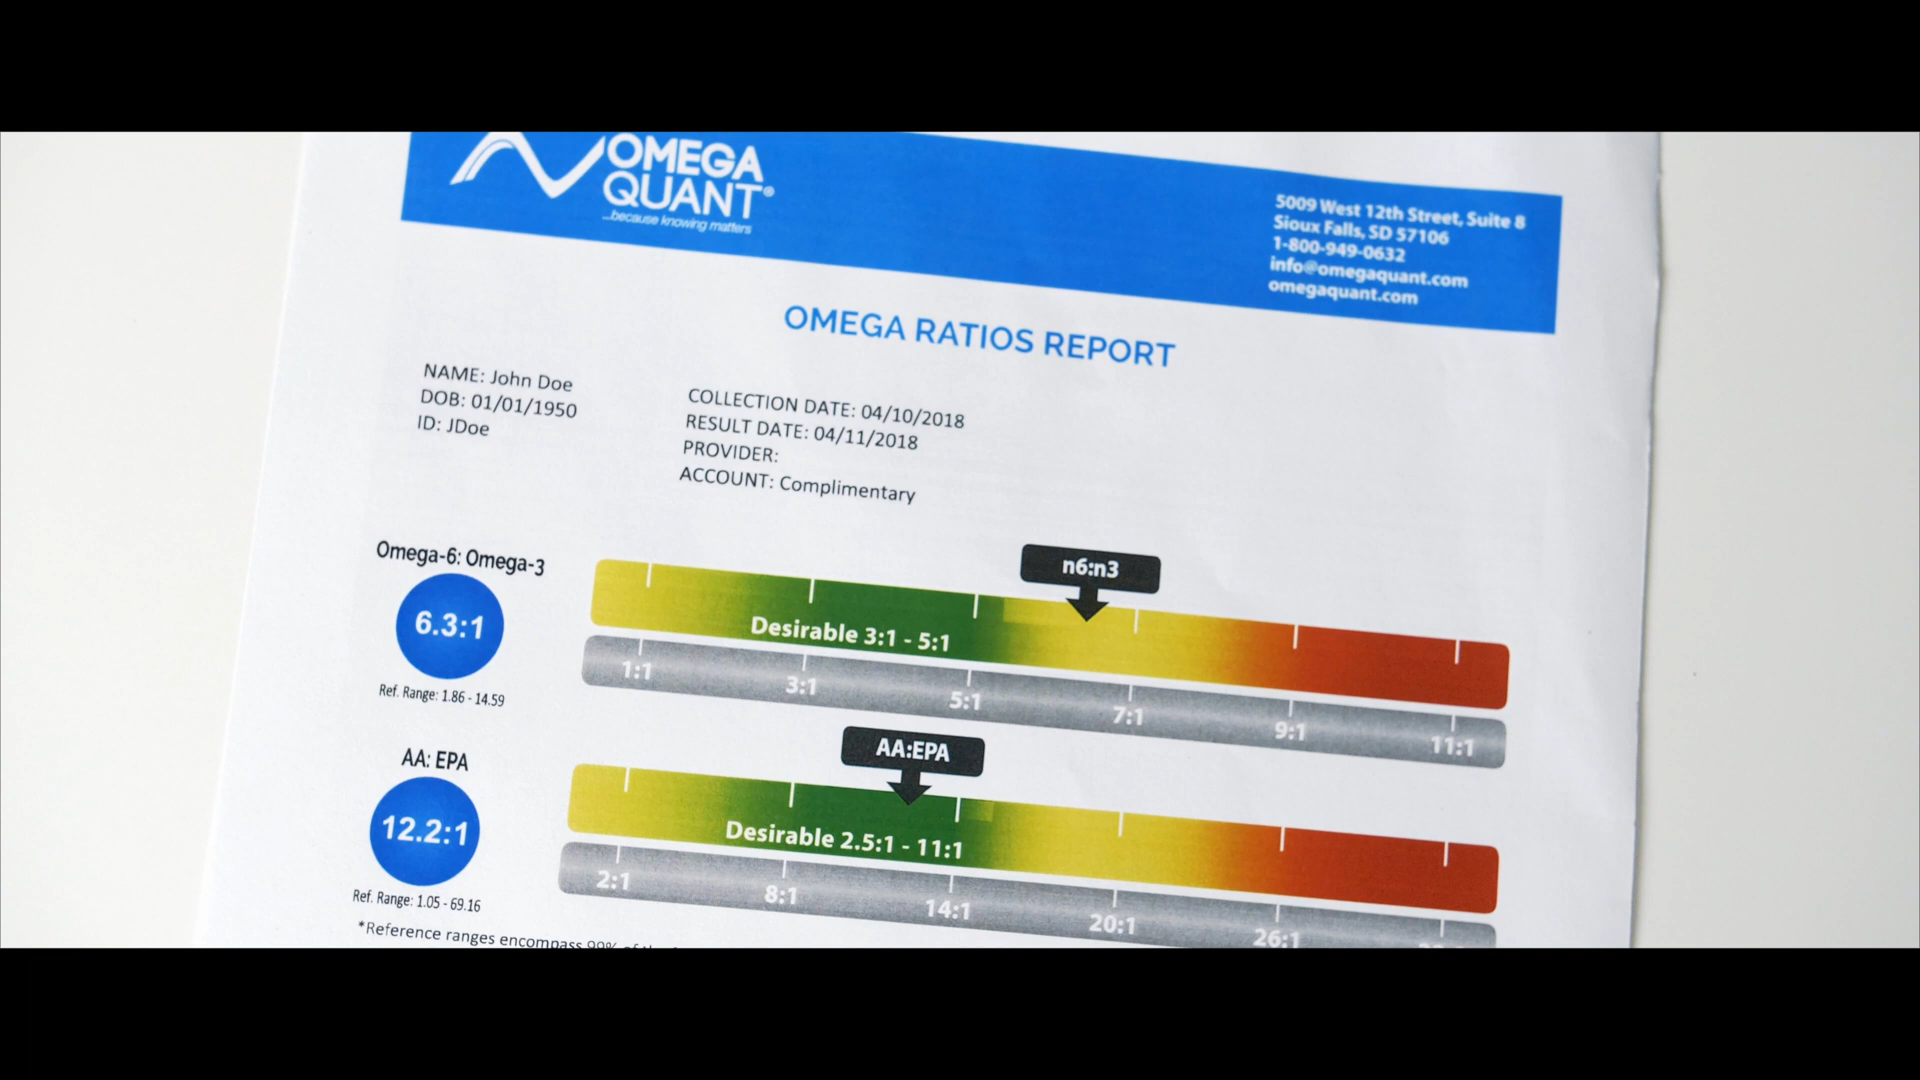 OMEGA
QUANT®
...because knowing matters
5009 West 12th Street, Suite 8
Sioux Falls, SD 57106
1-800-949-0632
info@omegaquant.com
omegaquant.com
OMEGA RATIOS REPORT
NAME: John Doe
DOB: 01/01/1950
ID: JDoe
COLLECTION DATE: 04/10/2018
RESULT DATE: 04/11/2018
PROVIDER:
ACCOUNT: Complimentary
Omega-6: Omega-3
6.3:1
Ref. Range: 1.86 - 14.59
n6:n3
Desirable 3:1 - 5:1
1:1 3:1 5:1 7:1 9:1 11:1
AA: EPA
12.2:1
Ref. Range: 1.05 - 69.16
AA:EPA
Desirable 2.5:1 - 11:1
2:1 8:1 14:1 20:1 26:1
*Reference ranges encompass 99% of